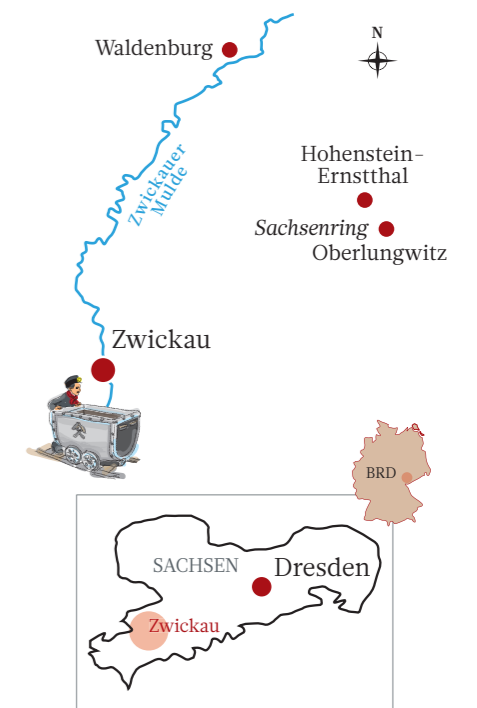 N
Waldenburg
Zwickauer
Mulde
Hohenstein-
Ernstthal
Sachsenring
Oberlungwitz
Zwickau
BRD
SACHSEN
Dresden
Zwickau